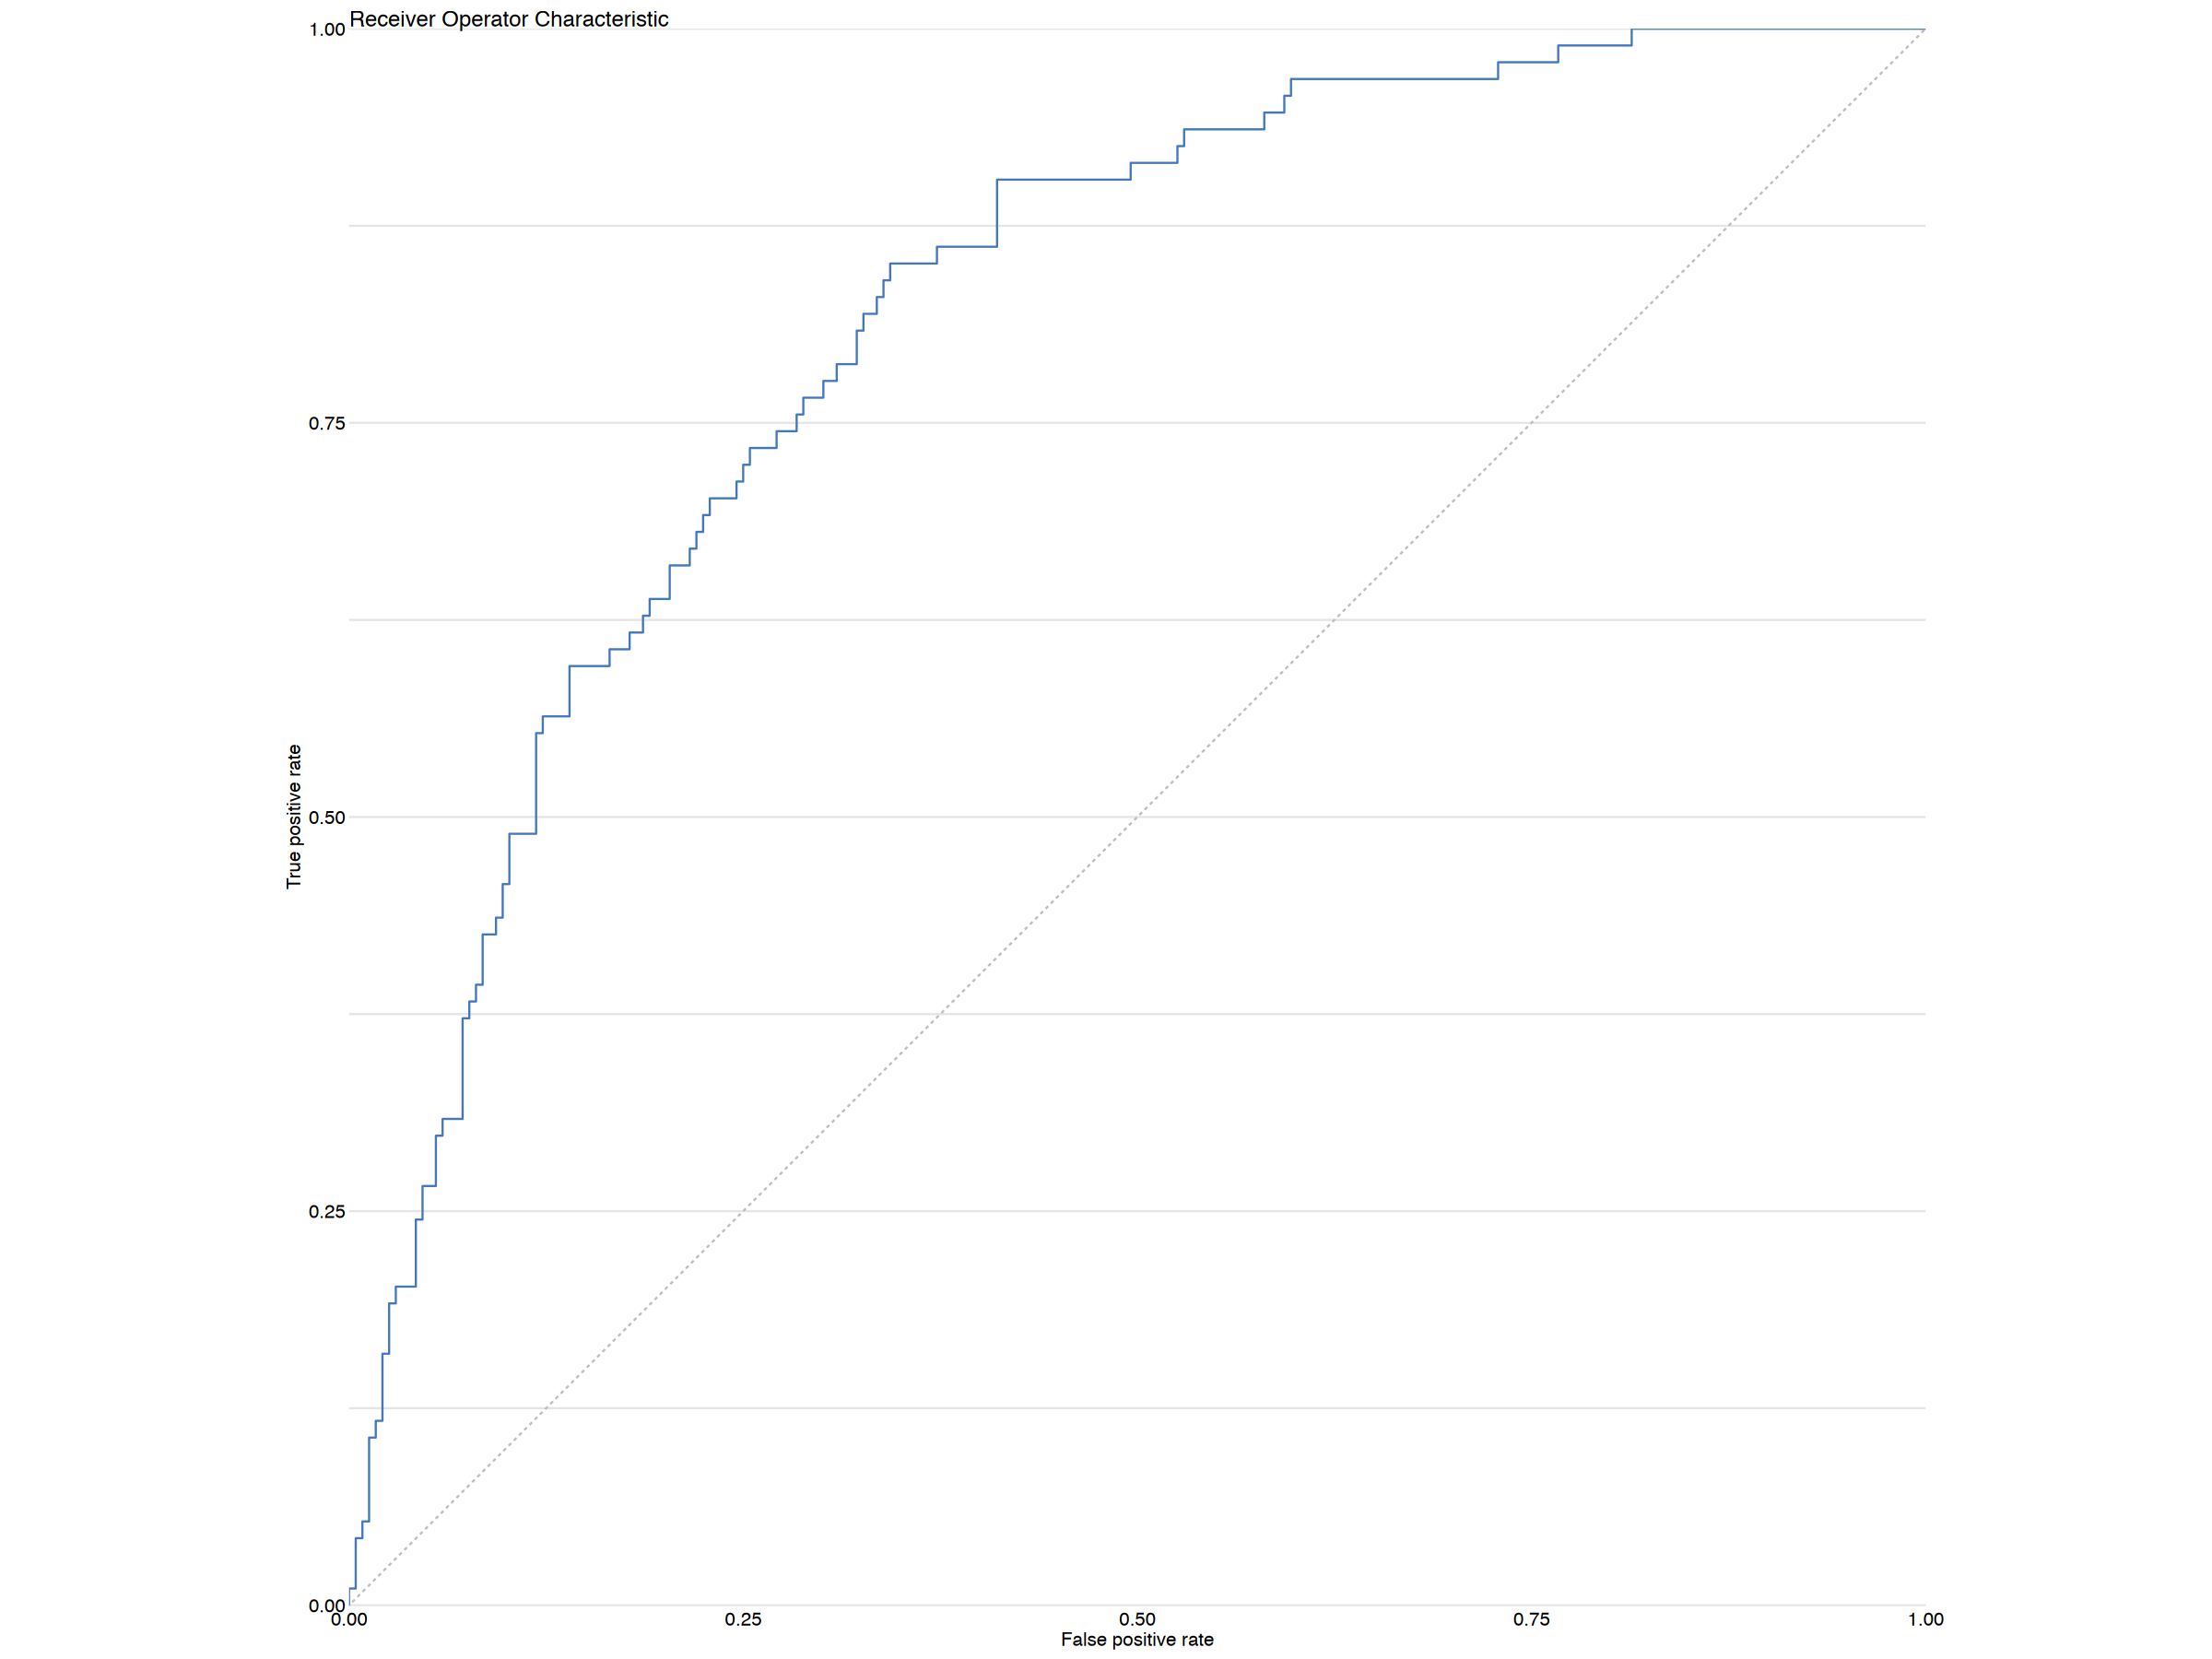 Receiver Operator Characteristic
1.00
0.75
0.50
0.25
0.00
True positive rate
0.00 0.25 0.50 0.75 1.00
False positive rate